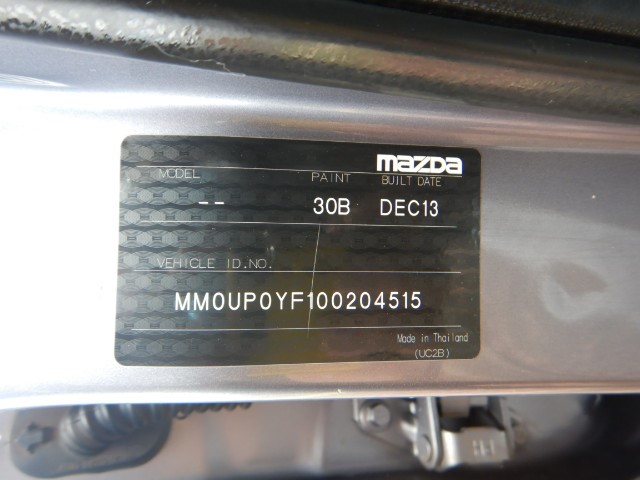 mazda
MODEL PAINT BUILT DATE
-- 30B DEC13
VEHICLE ID.NO.
MM0UP0YF100204515
Made in Thailand
(UC2B)